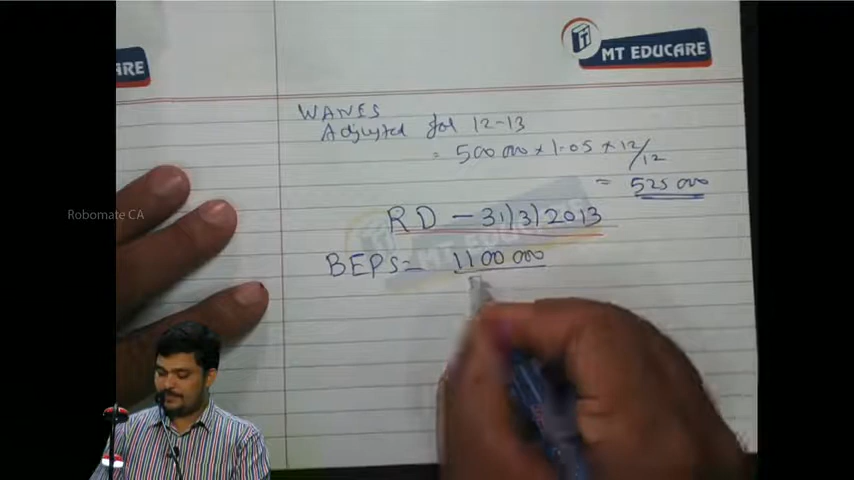 ARE
MT EDUCARE
WANES
Adjusted for 12-13
= 500 000 × 1.05 × 12/12
= 525 000
Robomate CA
RD - 31/3/2013
BEPS = 1100 000